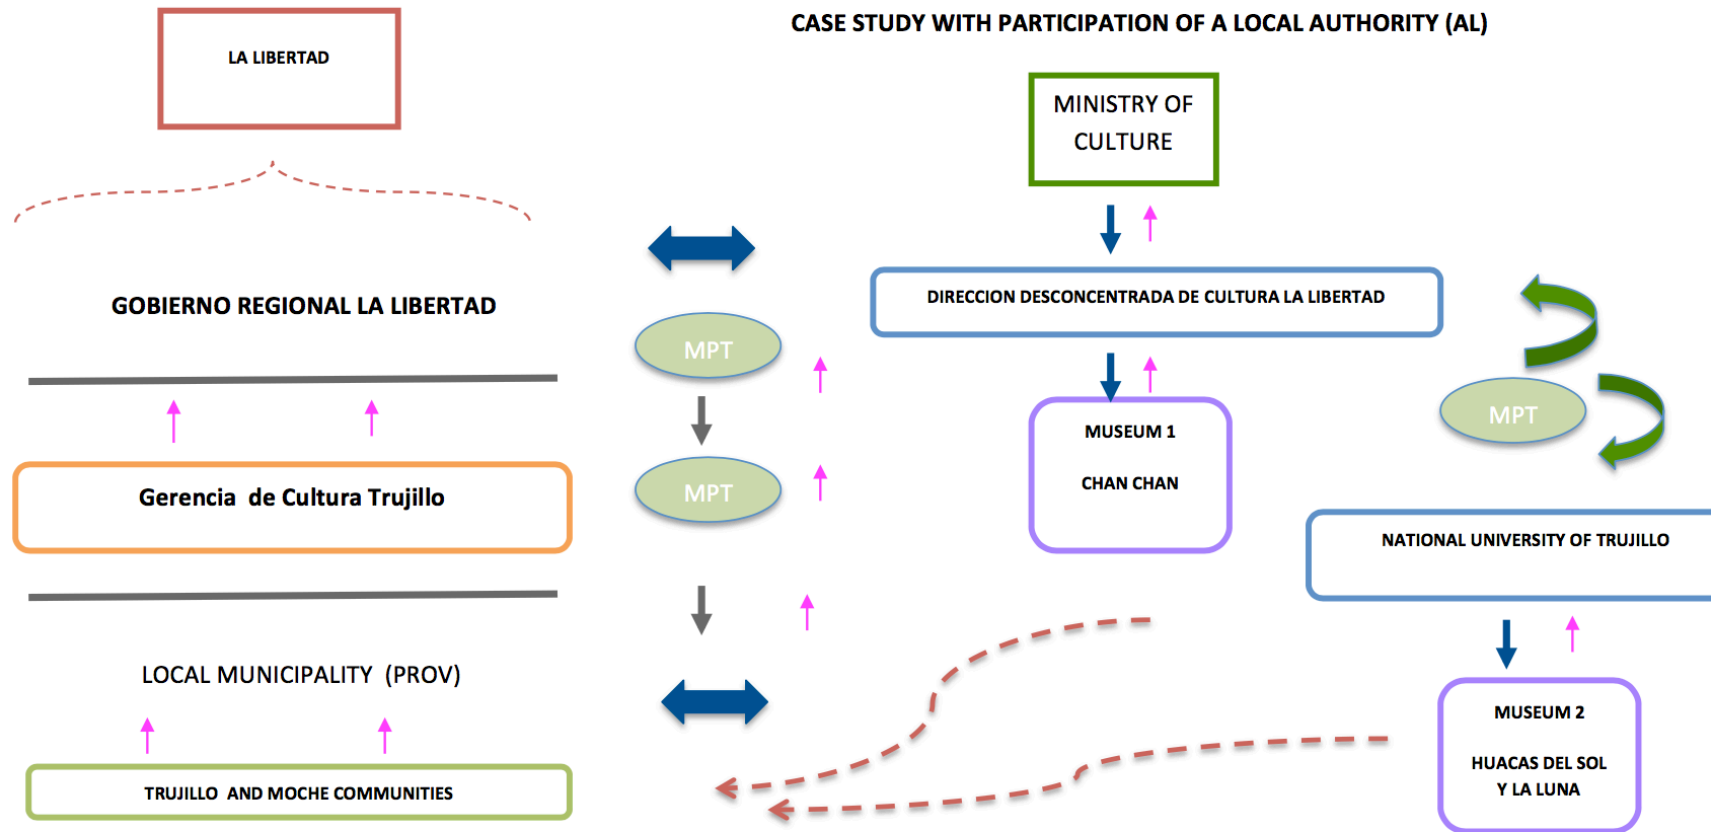 CASE STUDY WITH PARTICIPATION OF A LOCAL AUTHORITY (AL)
LA LIBERTAD
MINISTRY OF
CULTURE
GOBIERNO REGIONAL LA LIBERTAD
DIRECCION DESCONCENTRADA DE CULTURA LA LIBERTAD
MPT
MPT
MUSEUM 1
CHAN CHAN
MPT
Gerencia de Cultura Trujillo
NATIONAL UNIVERSITY OF TRUJILLO
LOCAL MUNICIPALITY (PROV)
MUSEUM 2
HUACAS DEL SOL
Y LA LUNA
TRUJILLO AND MOCHE COMMUNITIES